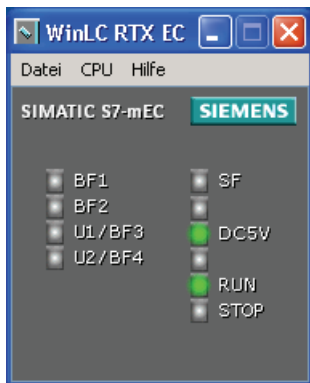 WinLC RTX EC
Datei CPU Hilfe
SIMATIC S7-mEC SIEMENS
BF1 SF
BF2
U1/BF3 DC5V
U2/BF4
RUN
STOP